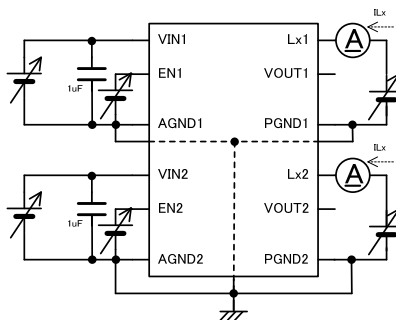 VIN1 Lx1 A ILx
EN1 VOUT1
1uF
AGND1 PGND1
VIN2 Lx2 A ILx
EN2 VOUT2
1uF
AGND2 PGND2